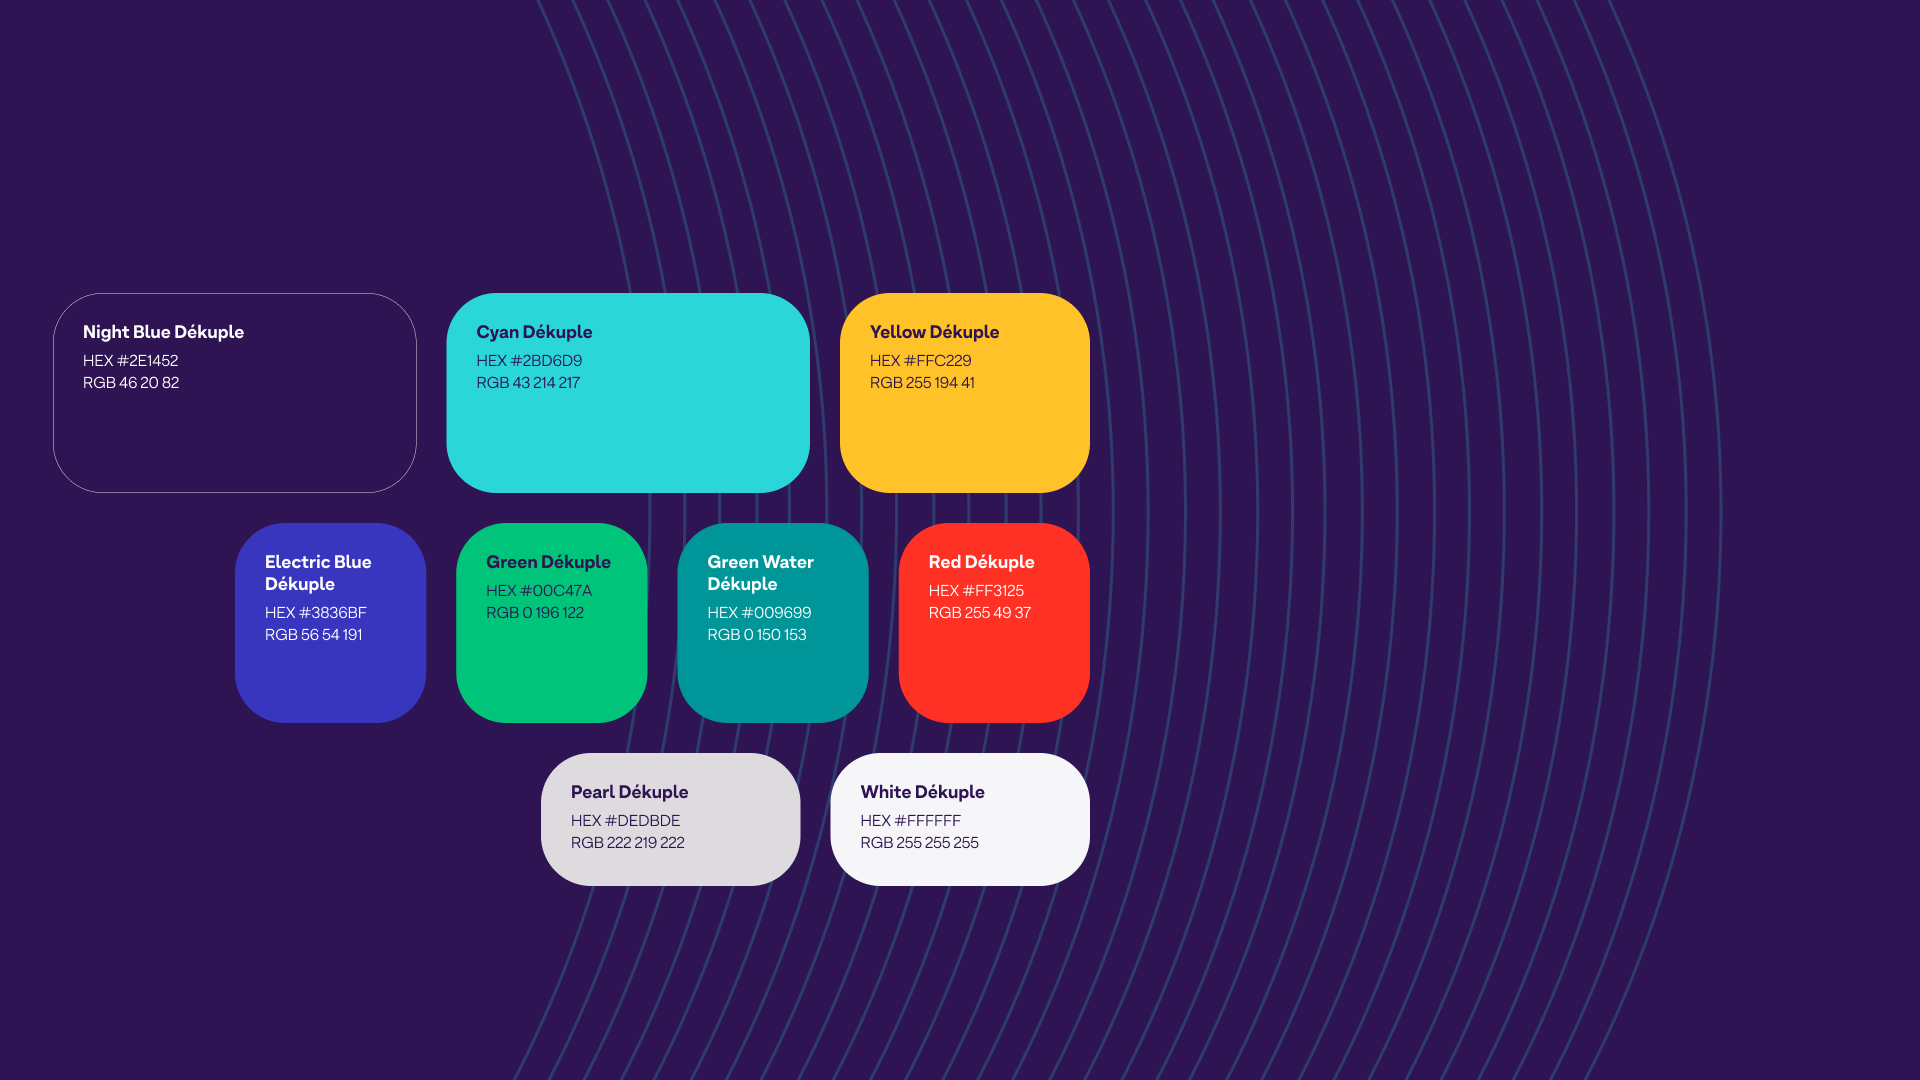 Night Blue Dékuple
HEX #2E1452
RGB 46 20 82
Cyan Dékuple
HEX #2BD6D9
RGB 43 214 217
Yellow Dékuple
HEX #FFC229
RGB 255 194 41
Electric Blue
Dékuple
HEX #3836BF
RGB 56 54 191
Green Dékuple
HEX #00C47A
RGB 0 196 122
Green Water
Dékuple
HEX #009699
RGB 0 150 153
Red Dékuple
HEX #FF3125
RGB 255 49 37
Pearl Dékuple
HEX #DEDBDE
RGB 222 219 222
White Dékuple
HEX #FFFFFF
RGB 255 255 255